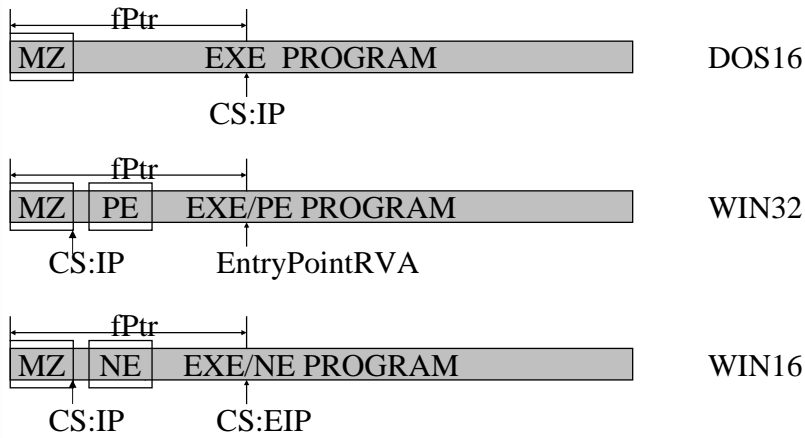 fPtr
MZ EXE PROGRAM DOS16
CS:IP
fPtr
MZ PE EXE/PE PROGRAM WIN32
CS:IP EntryPointRVA
fPtr
MZ NE EXE/NE PROGRAM WIN16
CS:IP CS:EIP